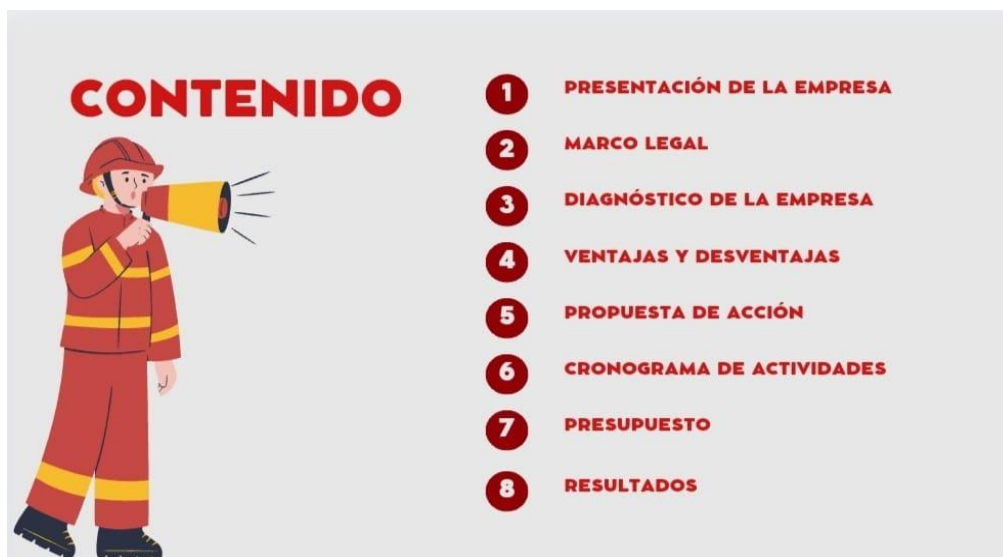 CONTENIDO
1 PRESENTACIÓN DE LA EMPRESA
2 MARCO LEGAL
3 DIAGNÓSTICO DE LA EMPRESA
4 VENTAJAS Y DESVENTAJAS
5 PROPUESTA DE ACCIÓN
6 CRONOGRAMA DE ACTIVIDADES
7 PRESUPUESTO
8 RESULTADOS